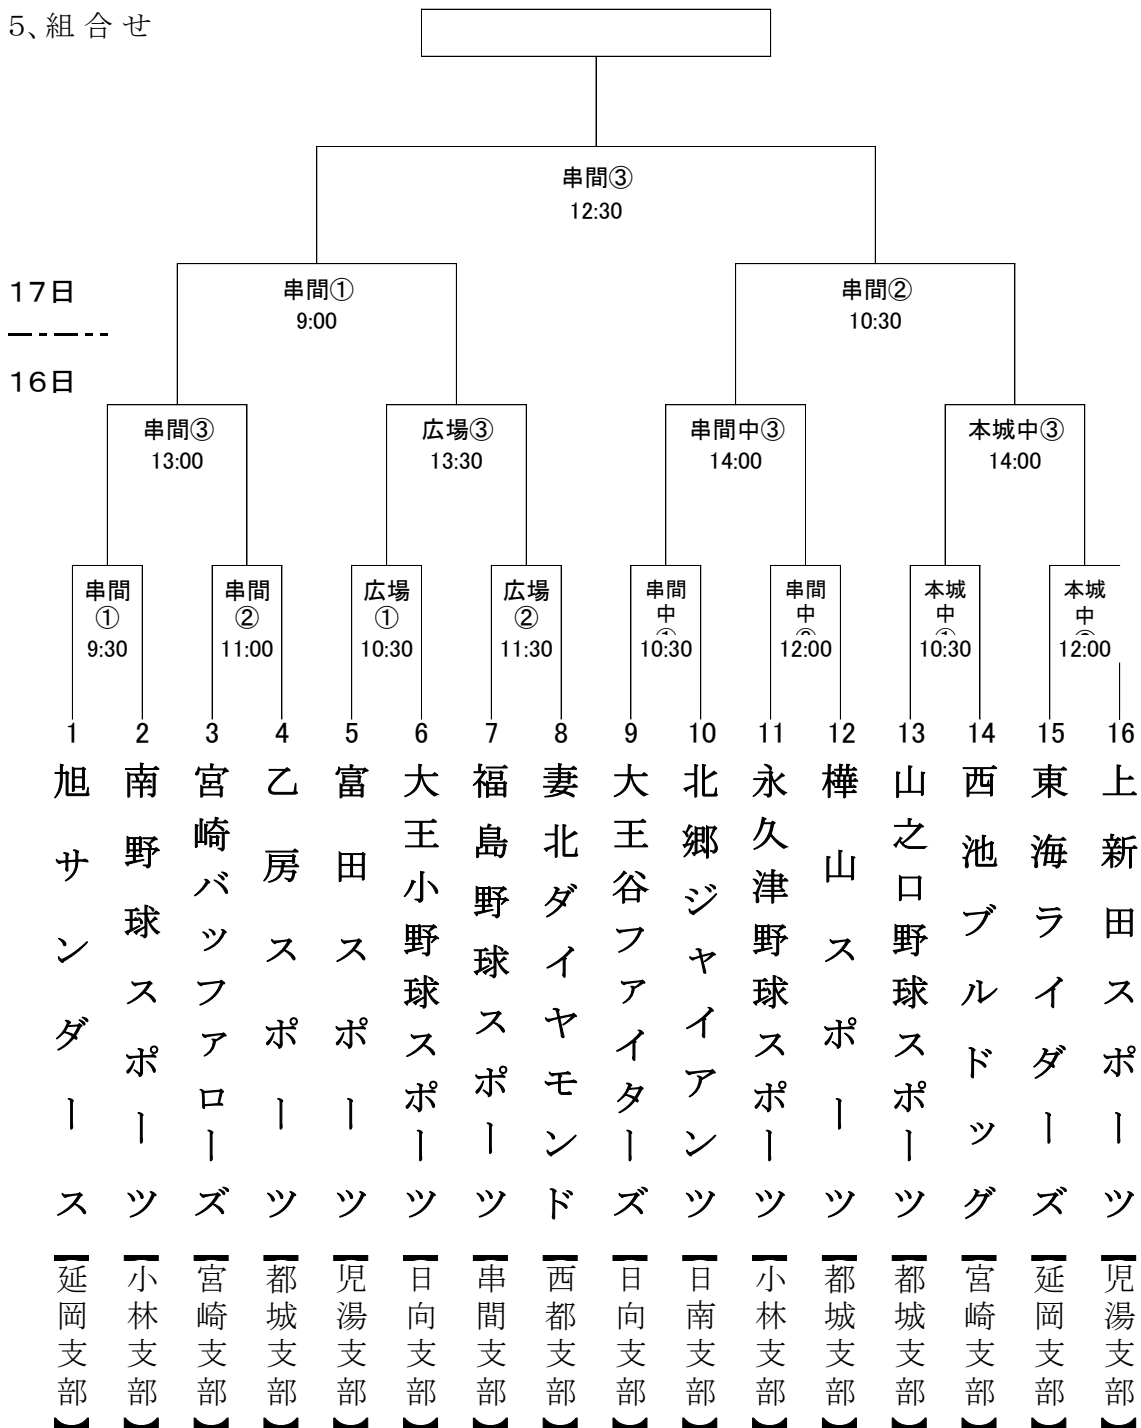 5、組合せ
串間③
12:30
17日
串間①
9:00
串間②
10:30
16日
串間③
13:00
広場③
13:30
串間中③
14:00
本城中③
14:00
串間
①
9:30
串間
②
11:00
広場
①
10:30
広場
②
11:30
串間
中
10:30
串間
中
12:00
本城
中
10:30
本城
中
12:00
1
2
3
4
5
6
7
8
9
10
11
12
13
14
15
16
旭サンダース
南野球スポーツ
宮崎バッファローズ
乙房スポーツ
富田スポーツ
大王小野球スポーツ
福島野球スポーツ
妻北ダイヤモンド
大王谷ファイターズ
北郷ジャイアンツ
永久津野球スポーツ
樺山スポーツ
山之口野球スポーツ
西池ブルドッグ
東海ライダーズ
上新田スポーツ
延岡支部
小林支部
宮崎支部
都城支部
児湯支部
日向支部
串間支部
西都支部
日向支部
日南支部
小林支部
都城支部
都城支部
宮崎支部
延岡支部
児湯支部